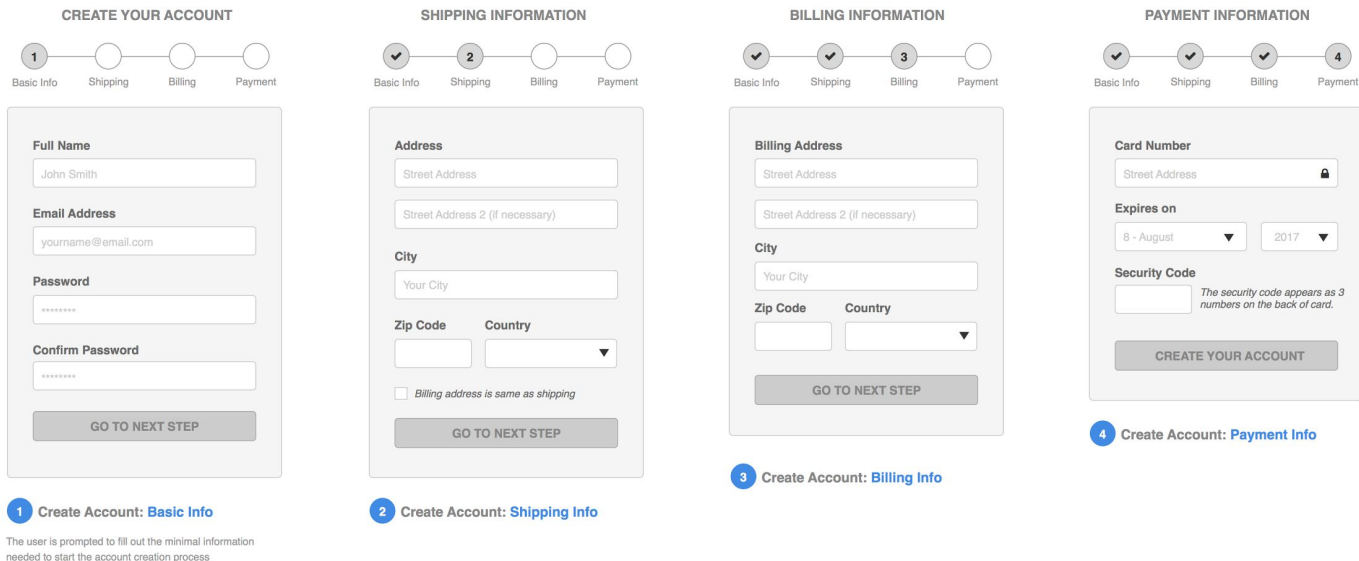 CREATE YOUR ACCOUNT
1
Basic Info
Shipping
Billing
Payment
Full Name
John Smith
Email Address
yourname@email.com
Password
********
Confirm Password
********
GO TO NEXT STEP
1 Create Account: Basic Info
The user is prompted to fill out the minimal information
needed to start the account creation process
SHIPPING INFORMATION
2
Basic Info
Shipping
Billing
Payment
Address
Street Address
Street Address 2 (if necessary)
City
Your City
Zip Code
Country
Billing address is same as shipping
GO TO NEXT STEP
2 Create Account: Shipping Info
BILLING INFORMATION
3
Basic Info
Shipping
Billing
Payment
Billing Address
Street Address
Street Address 2 (if necessary)
City
Your City
Zip Code
Country
GO TO NEXT STEP
3 Create Account: Billing Info
PAYMENT INFORMATION
4
Basic Info
Shipping
Billing
Payment
Card Number
Street Address
Expires on
8 - August
2017
Security Code
The security code appears as 3
numbers on the back of card.
CREATE YOUR ACCOUNT
4 Create Account: Payment Info